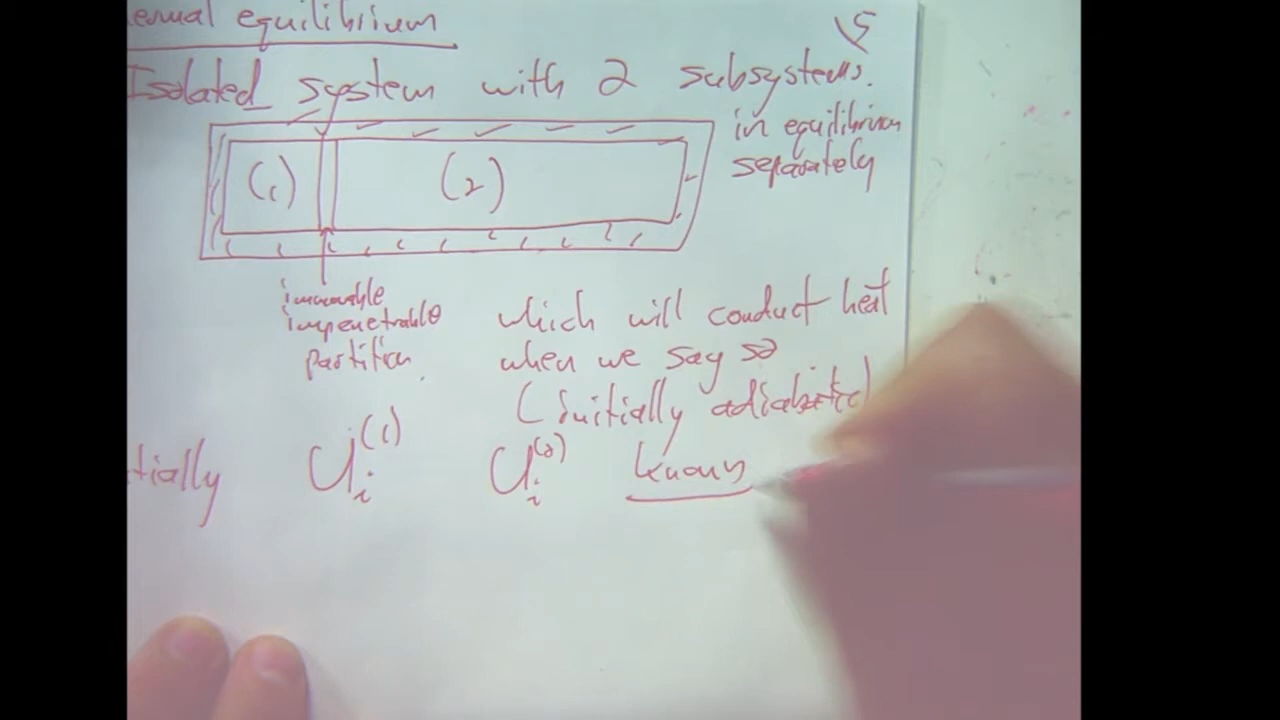 ermal equilibrium
15
Isolated system with 2 subsystems.
in equilibrium
separately
(1)
(2)
immovable
impenetrable
partition.
which will conduct heat
when we say so
(Initially adiabatic)
tially U_i^(1) U_i^(2) known